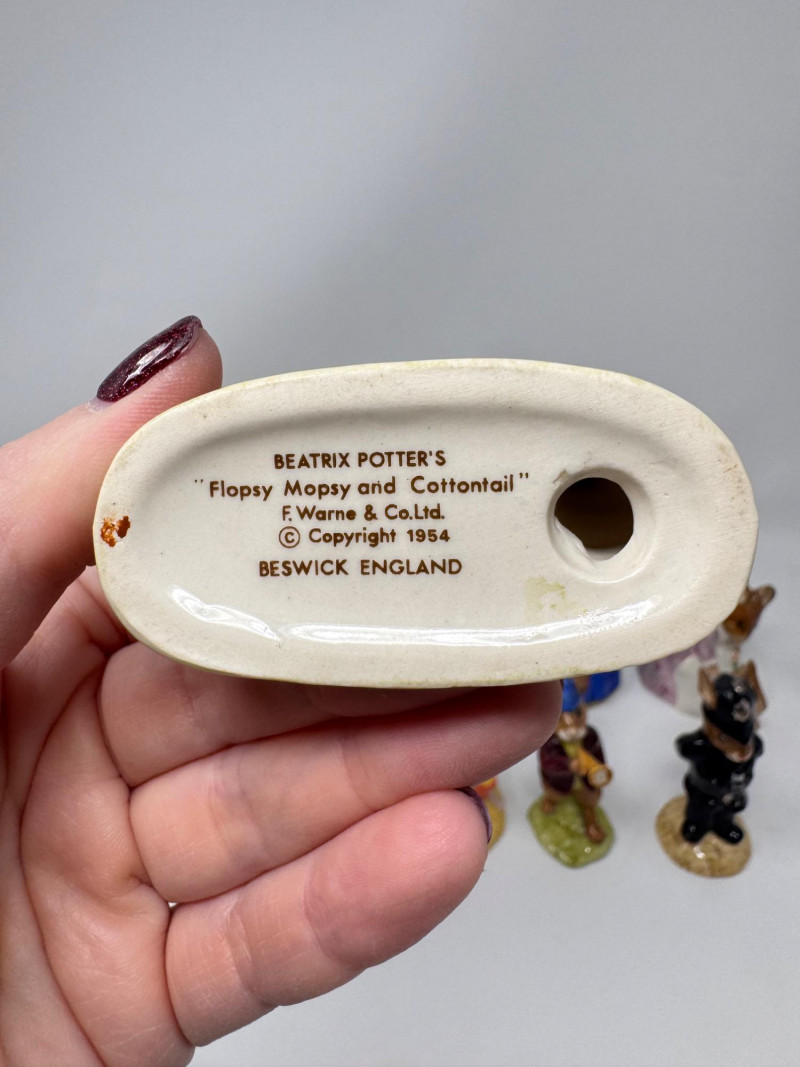 BEATRIX POTTER'S
"Flopsy Mopsy and Cottontail"
F. Warne & Co. Ltd.
© Copyright 1954
BESWICK ENGLAND